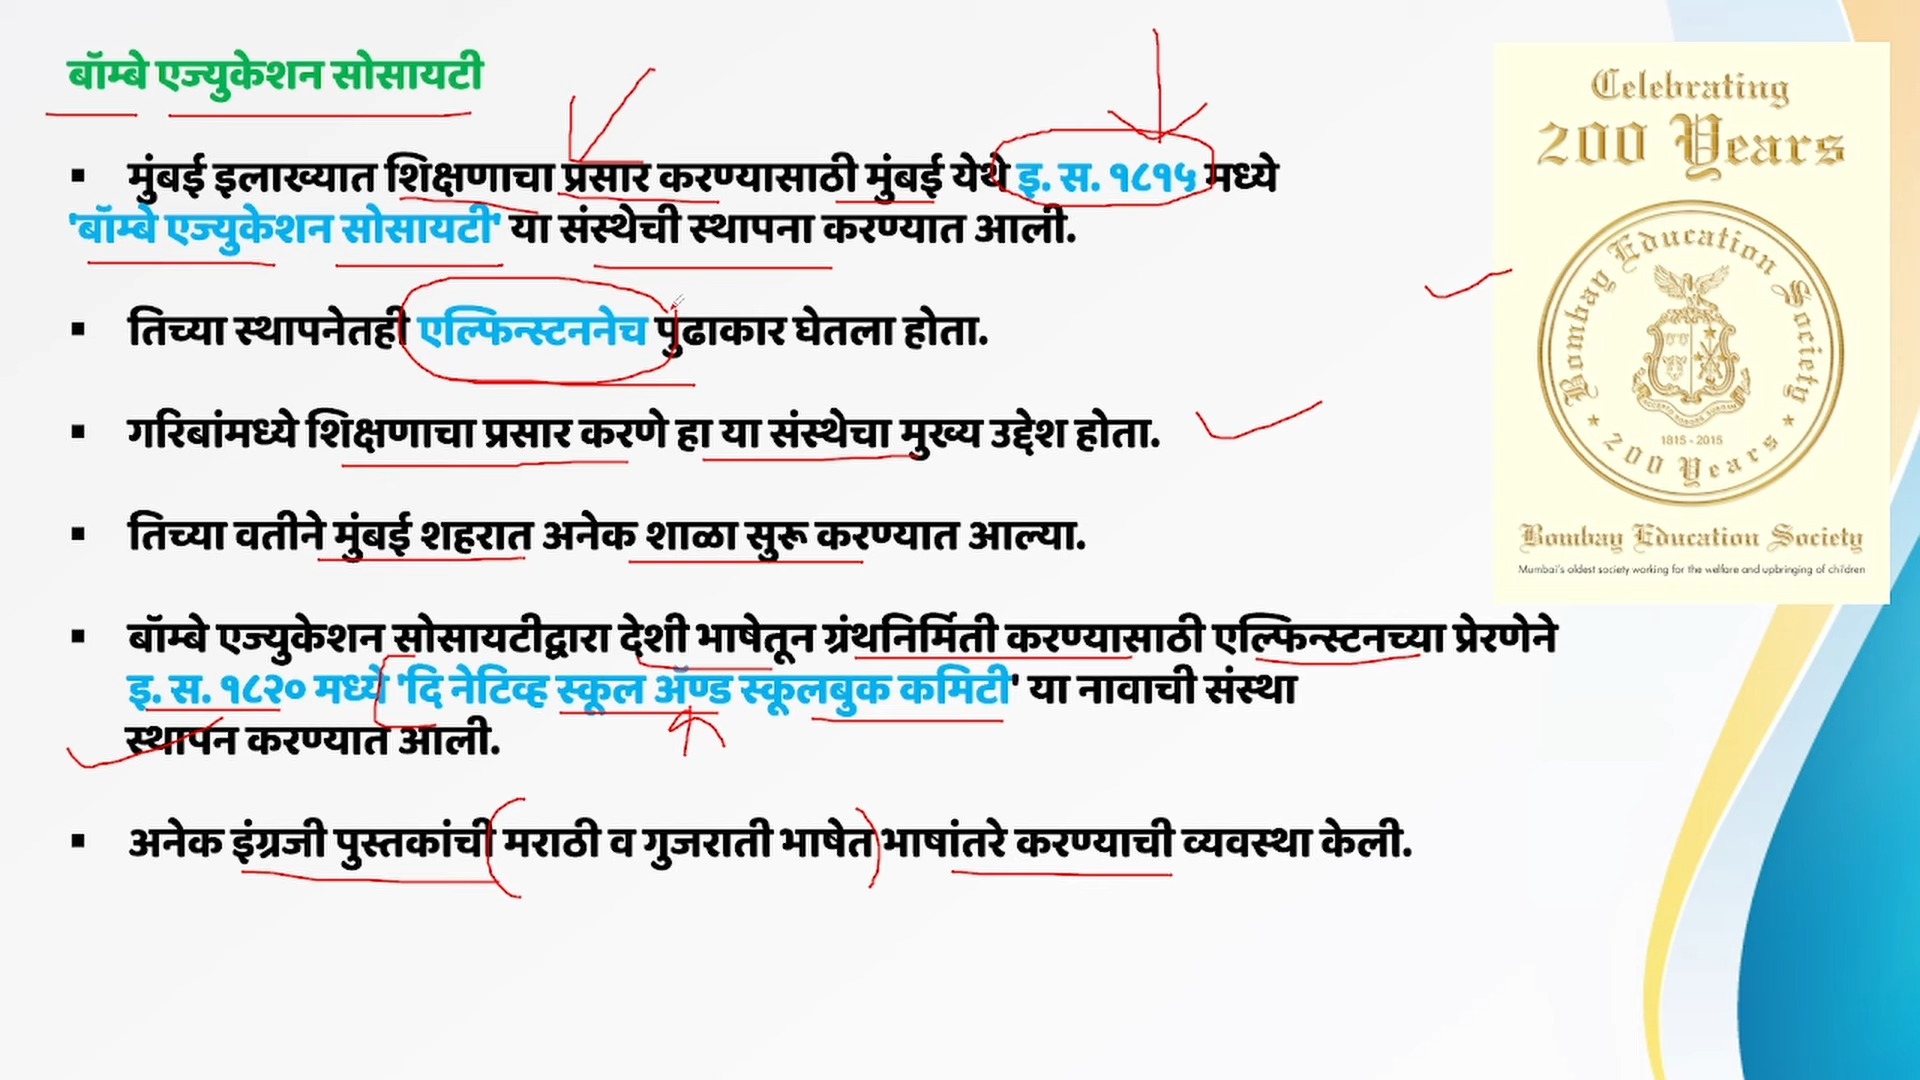 बॉम्बे एज्युकेशन सोसायटी
▪ मुंबई इलाख्यात शिक्षणाचा प्रसार करण्यासाठी मुंबई येथे इ. स. १८१५ मध्ये
'बॉम्बे एज्युकेशन सोसायटी' या संस्थेची स्थापना करण्यात आली.
▪ तिच्या स्थापनेतही एल्फिन्स्टननेच पुढाकार घेतला होता.
▪ गरिबांमध्ये शिक्षणाचा प्रसार करणे हा या संस्थेचा मुख्य उद्देश होता.
▪ तिच्या वतीने मुंबई शहरात अनेक शाळा सुरू करण्यात आल्या.
▪ बॉम्बे एज्युकेशन सोसायटीद्वारा देशी भाषेतून ग्रंथनिर्मिती करण्यासाठी एल्फिन्स्टनच्या प्रेरणेने
इ. स. १८२० मध्ये 'दि नेटिव्ह स्कूल ॲण्ड स्कूलबुक कमिटी' या नावाची संस्था
स्थापन करण्यात आली.
▪ अनेक इंग्रजी पुस्तकांची मराठी व गुजराती भाषेत भाषांतरे करण्याची व्यवस्था केली.
Celebrating
200 Years
Bombay Education Society
1815 - 2015
★ 200 Years ★
Bombay Education Society
Mumbai's oldest society working for the welfare and upbringing of children